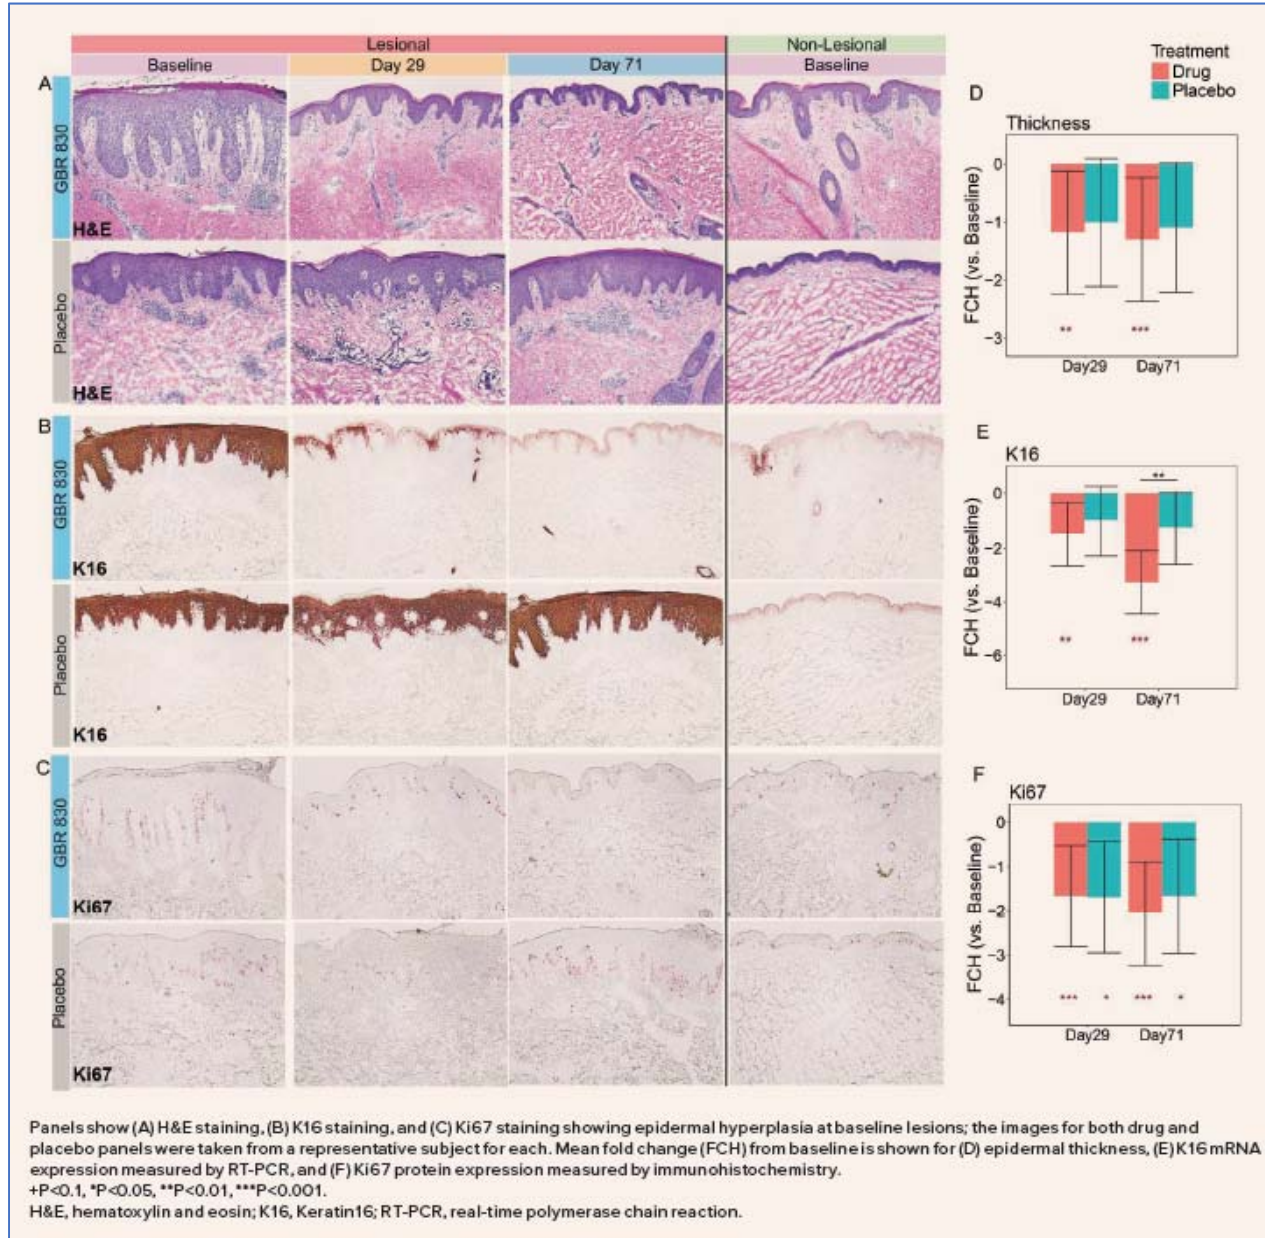 Lesional
Non-Lesional
Baseline
Day 29
Day 71
Baseline
A
GBR 830
H&E
Placebo
H&E
B
GBR 830
K16
Placebo
K16
C
GBR 830
Ki67
Placebo
Ki67
Treatment
Drug
Placebo
D
Thickness
FCH (vs. Baseline)
0
−1
−2
−3
**
***
Day29
Day71
E
K16
FCH (vs. Baseline)
0
−2
−4
−6
**
**
***
Day29
Day71
F
Ki67
FCH (vs. Baseline)
0
−1
−2
−3
−4
***
*
***
*
Day29
Day71
Panels show (A) H&E staining, (B) K16 staining, and (C) Ki67 staining showing epidermal hyperplasia at baseline lesions; the images for both drug and
placebo panels were taken from a representative subject for each. Mean fold change (FCH) from baseline is shown for (D) epidermal thickness, (E) K16 mRNA
expression measured by RT-PCR, and (F) Ki67 protein expression measured by immunohistochemistry.
+P<0.1, *P<0.05, **P<0.01, ***P<0.001.
H&E, hematoxylin and eosin; K16, Keratin16; RT-PCR, real-time polymerase chain reaction.